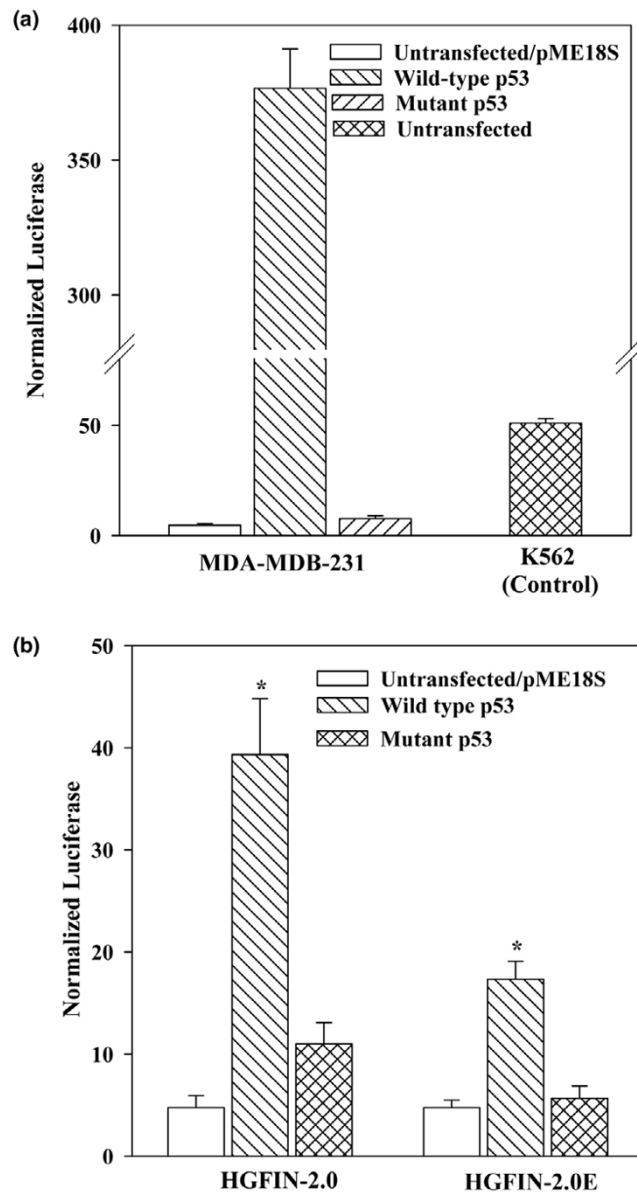 (a)
400
350
300
50
0
Normalized Luciferase
Untransfected/pME18S
Wild-type p53
Mutant p53
Untransfected
MDA-MDB-231
K562
(Control)
(b)
50
40
30
20
10
0
Normalized Luciferase
Untransfected/pME18S
Wild type p53
Mutant p53
*
*
HGFIN-2.0
HGFIN-2.0E